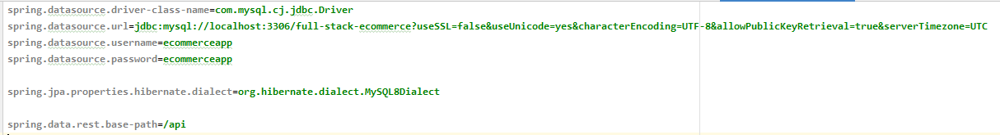 spring.datasource.driver-class-name=com.mysql.cj.jdbc.Driver
spring.datasource.url=jdbc:mysql://localhost:3306/full-stack-ecommerce?useSSL=false&useUnicode=yes&characterEncoding=UTF-8&allowPublicKeyRetrieval=true&serverTimezone=UTC
spring.datasource.username=ecommerceapp
spring.datasource.password=ecommerceapp
spring.jpa.properties.hibernate.dialect=org.hibernate.dialect.MySQL8Dialect
spring.data.rest.base-path=/api